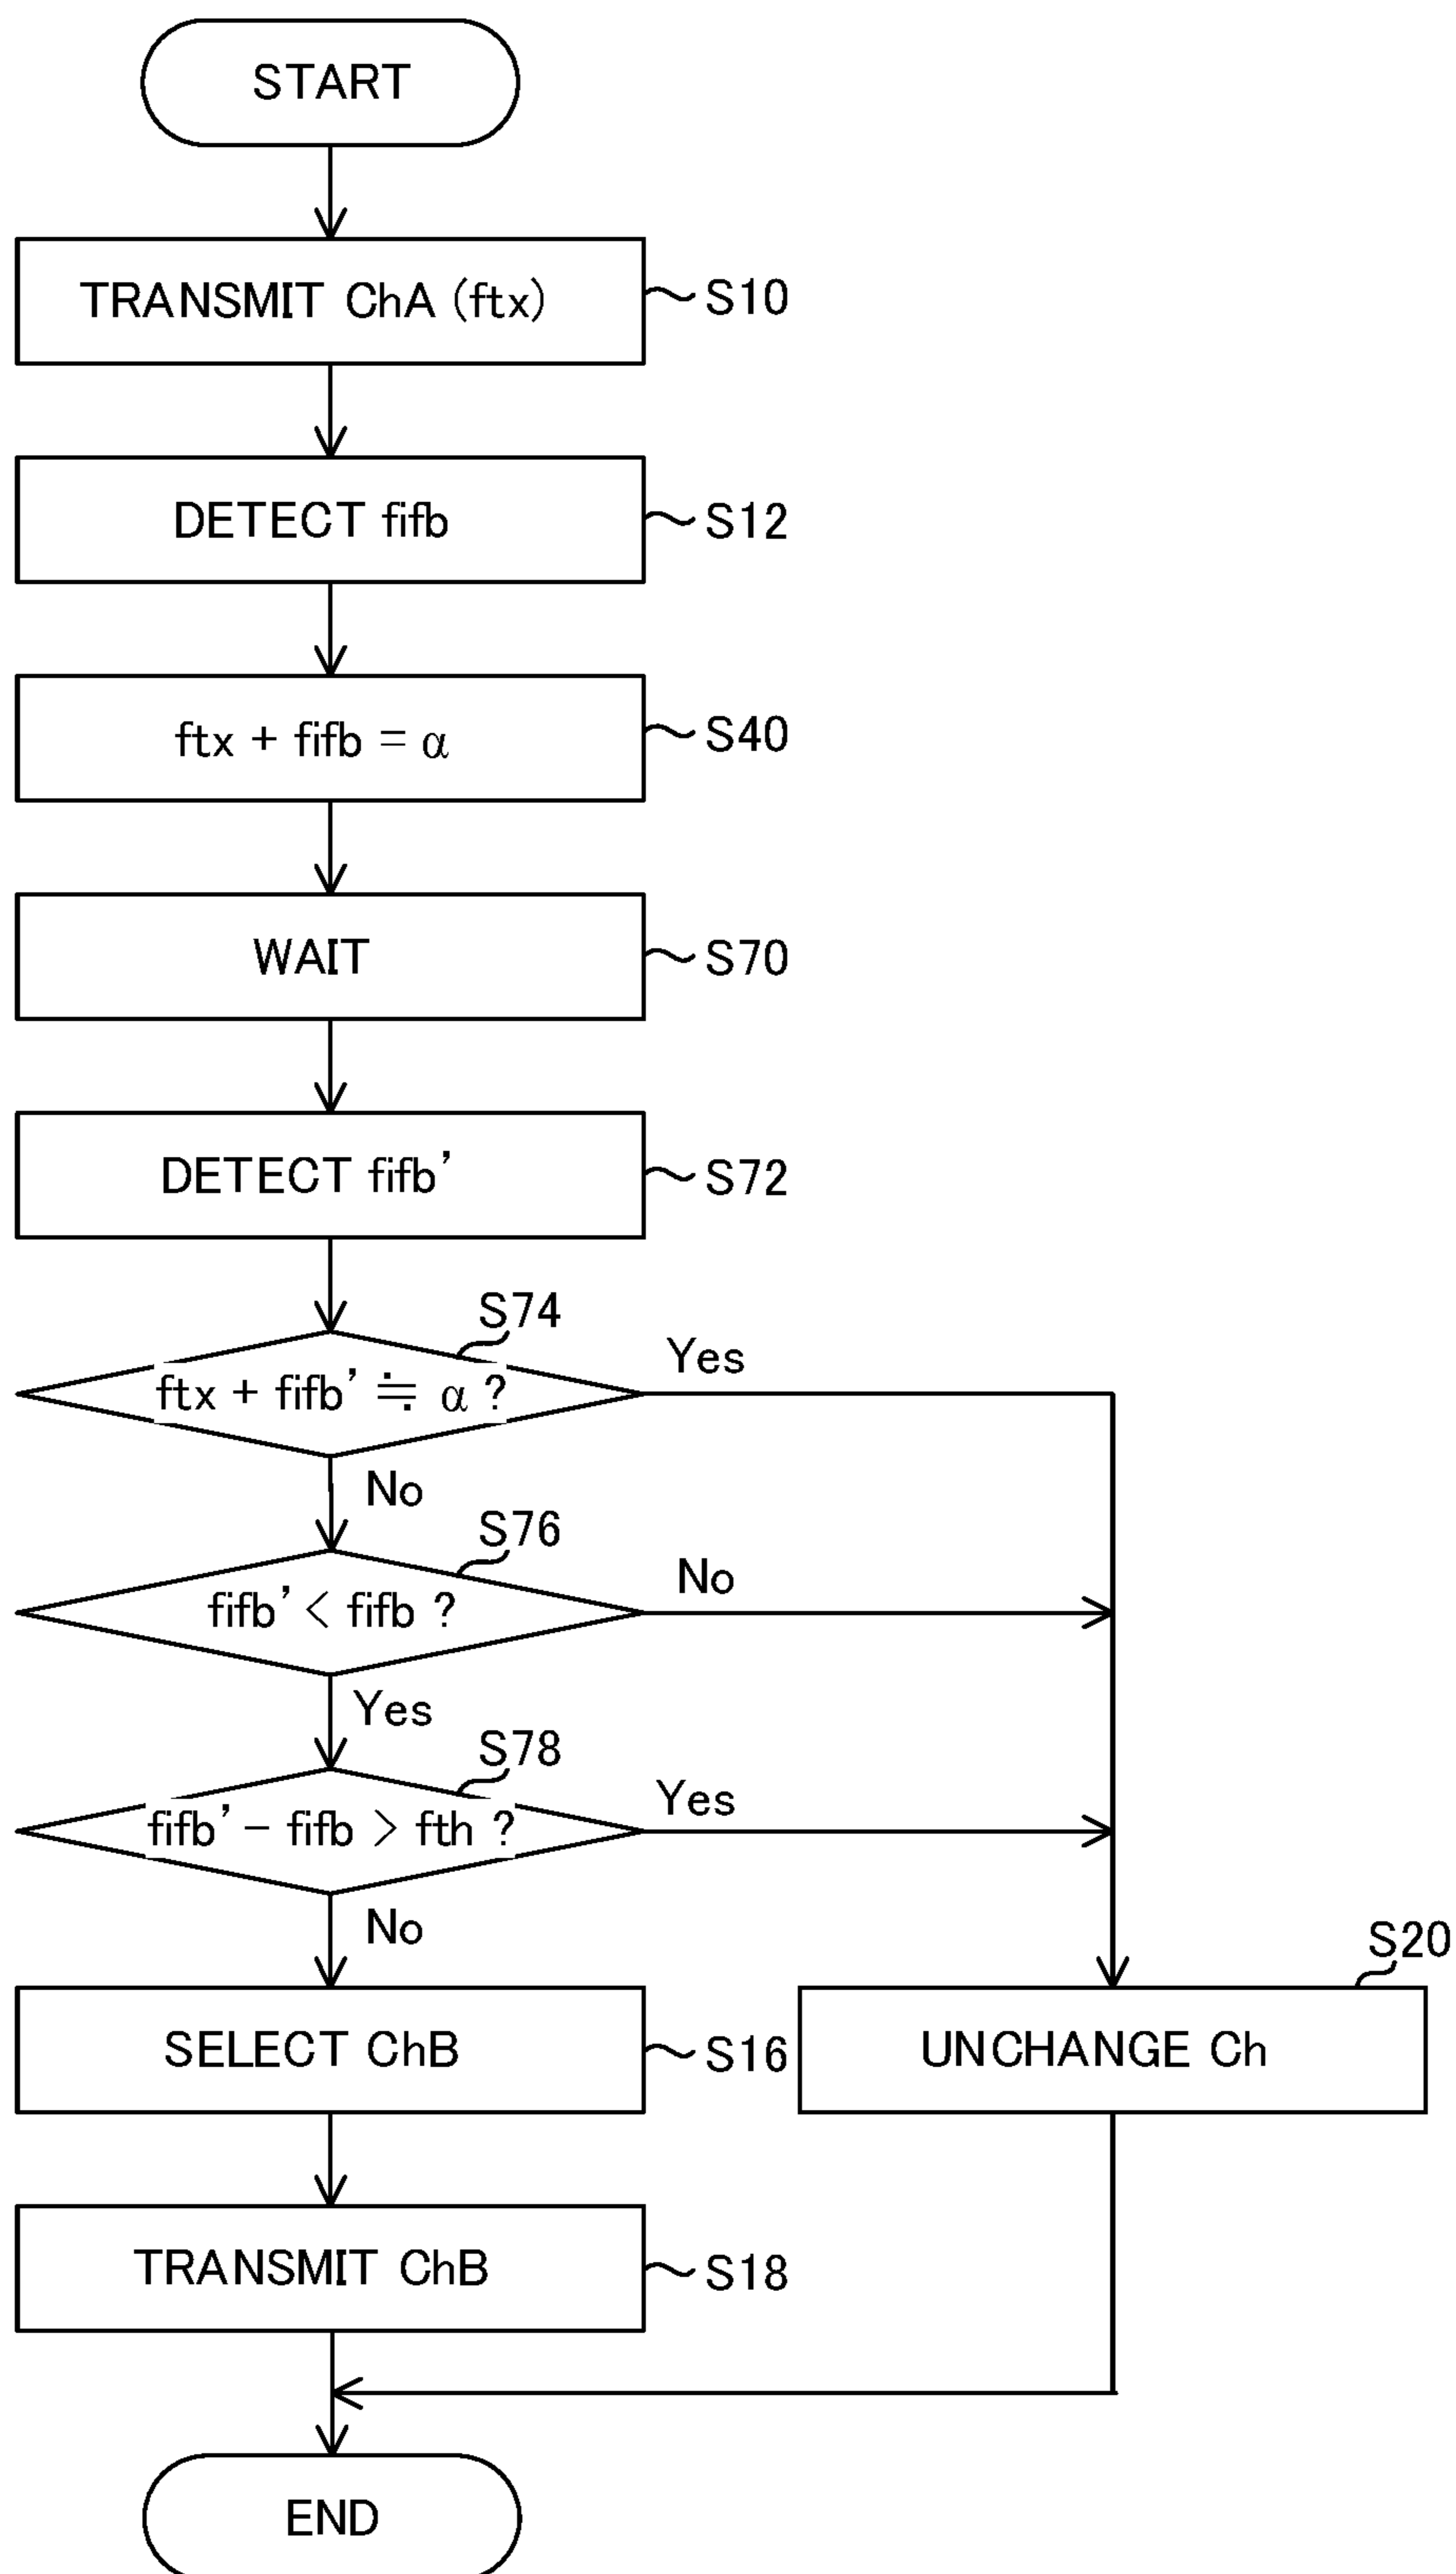 START
TRANSMIT ChA (ftx)
S10
DETECT fifb
S12
ftx + fifb = α
S40
WAIT
S70
DETECT fifb’
S72
S74
ftx + fifb’ ≒ α ?
Yes
No
S76
fifb’ < fifb ?
No
Yes
S78
fifb’ − fifb > fth ?
Yes
No
SELECT ChB
S16
S20
UNCHANGE Ch
TRANSMIT ChB
S18
END